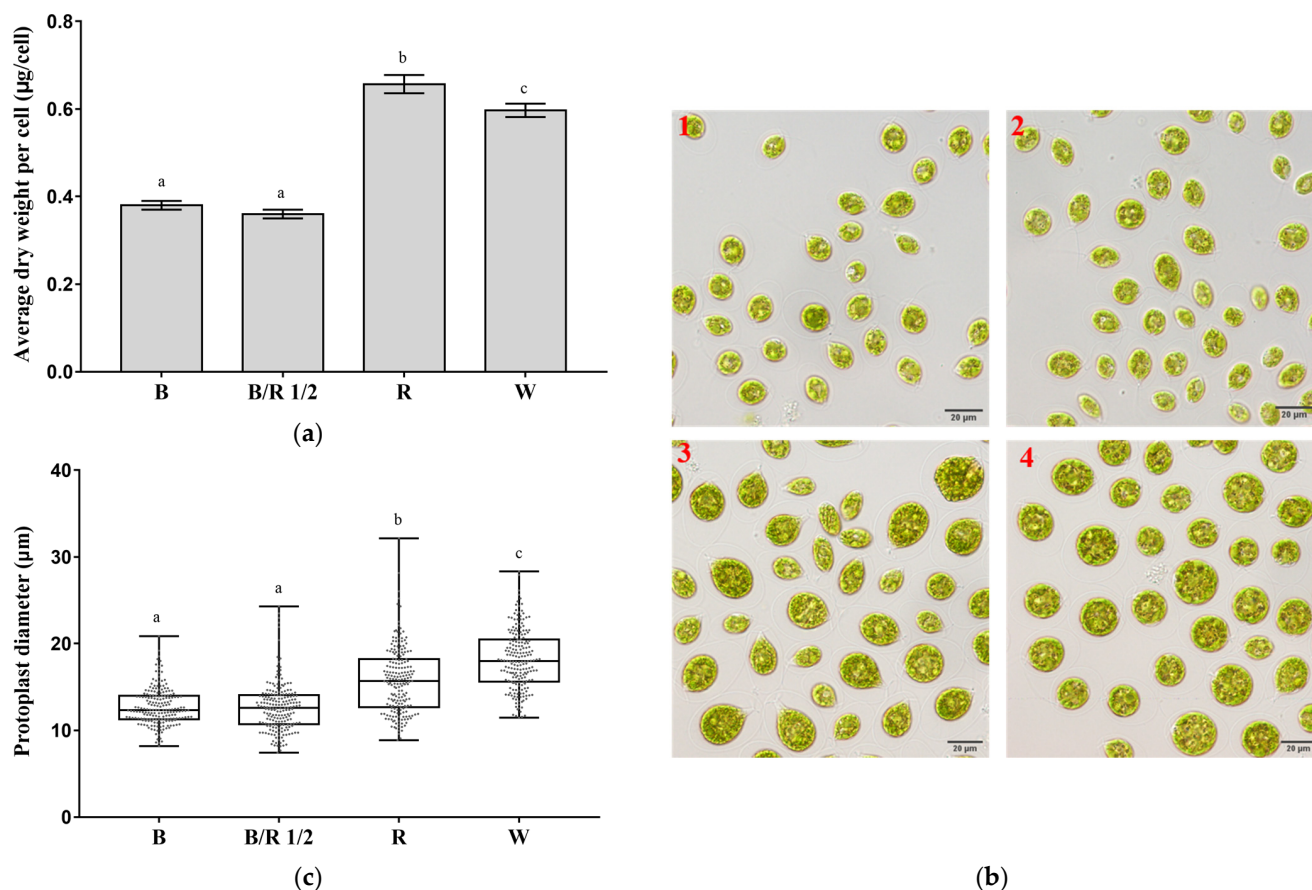 Average dry weight per cell (µg/cell)
0.8
0.6
0.4
0.2
0.0
a
a
b
c
B
B/R 1/2
R
W
(a)
Protoplast diameter (µm)
40
30
20
10
0
a
a
b
c
B
B/R 1/2
R
W
(c)
1
20 µm
2
20 µm
3
20 µm
4
20 µm
(b)